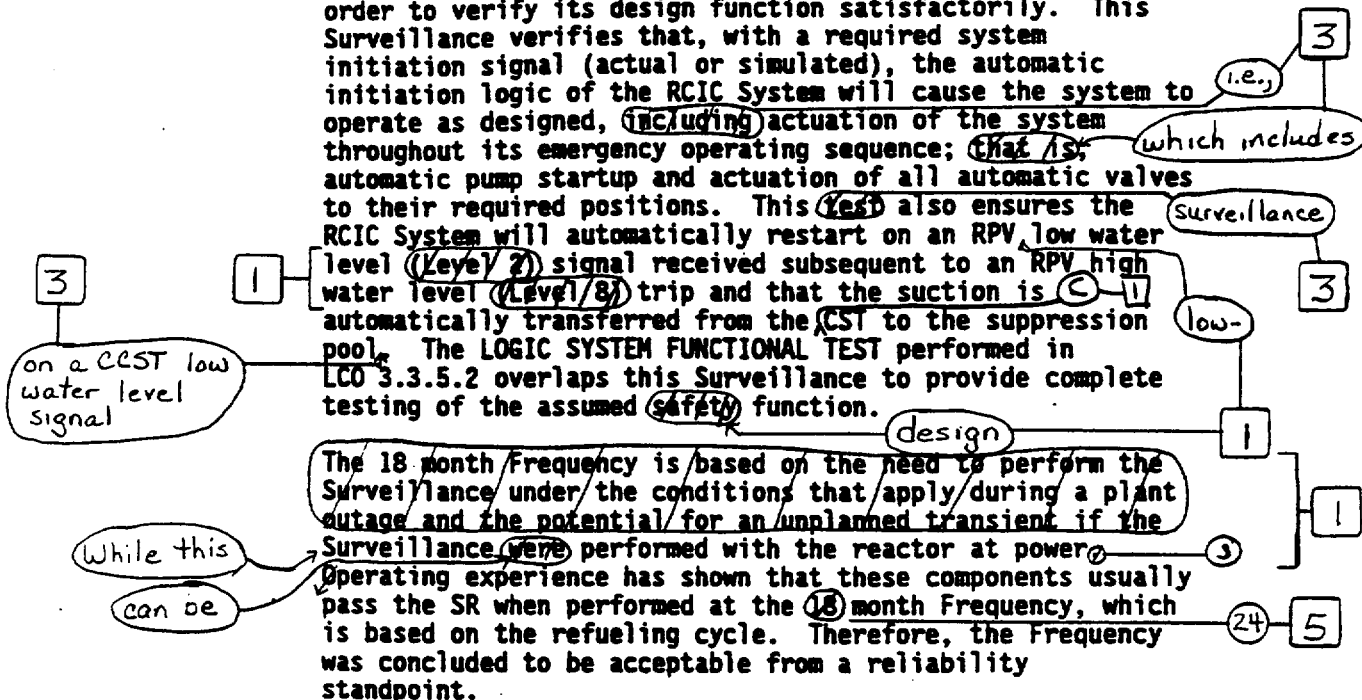 order to verify its design function satisfactorily. This
Surveillance verifies that, with a required system
3
initiation signal (actual or simulated), the automatic
i.e.,
initiation logic of the RCIC System will cause the system to
operate as designed, including actuation of the system
which includes
throughout its emergency operating sequence; that is,
automatic pump startup and actuation of all automatic valves
to their required positions. This test also ensures the
surveillance
RCIC System will automatically restart on an RPV low water
3
1
level (Level 2) signal received subsequent to an RPV high
3
water level (Level 8) trip and that the suction is
C
1
automatically transferred from the CST to the suppression
low-
pool. The LOGIC SYSTEM FUNCTIONAL TEST performed in
on a CCST low
water level
signal
LCO 3.3.5.2 overlaps this Surveillance to provide complete
testing of the assumed safety function.
design
1
The 18 month Frequency is based on the need to perform the
Surveillance under the conditions that apply during a plant
outage and the potential for an unplanned transient if the
1
While this
Surveillance were performed with the reactor at power,
can be
Operating experience has shown that these components usually
pass the SR when performed at the 18 month Frequency, which
24
5
is based on the refueling cycle. Therefore, the Frequency
was concluded to be acceptable from a reliability
standpoint.